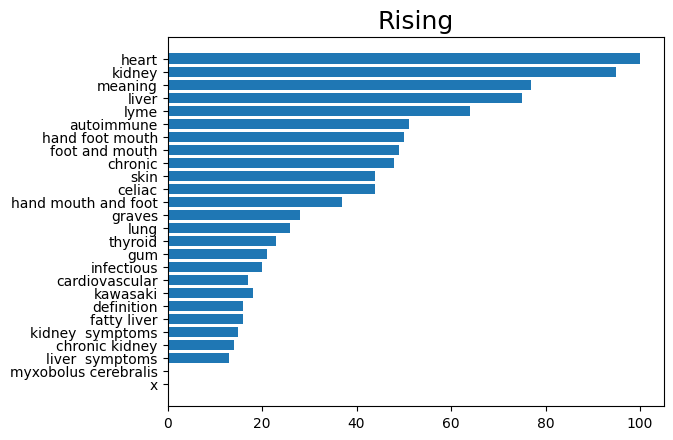 Rising
heart
kidney
meaning
liver
lyme
autoimmune
hand foot mouth
foot and mouth
chronic
skin
celiac
hand mouth and foot
graves
lung
thyroid
gum
infectious
cardiovascular
kawasaki
definition
fatty liver
kidney  symptoms
chronic kidney
liver  symptoms
myxobolus cerebralis
x
0 20 40 60 80 100